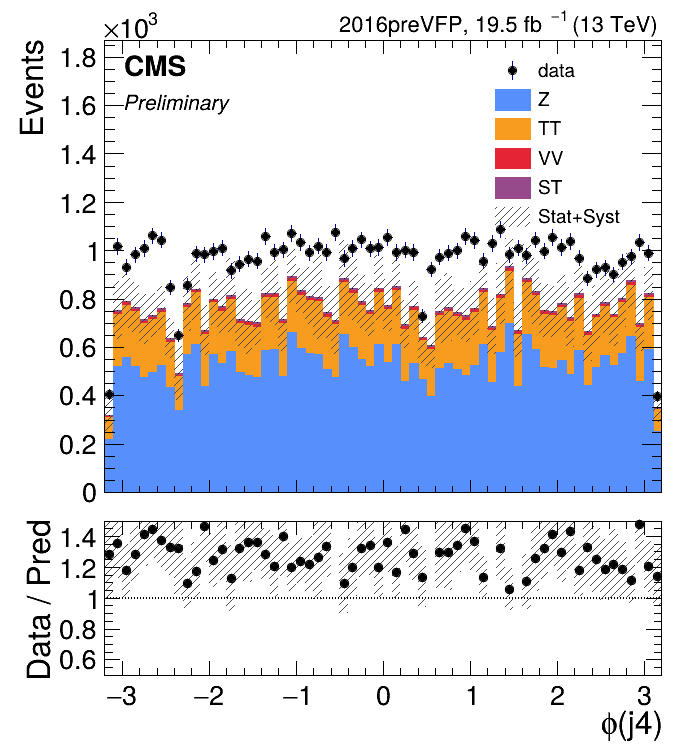 ×10³
2016preVFP, 19.5 fb⁻¹ (13 TeV)
Events
CMS
Preliminary
data
Z
TT
VV
ST
Stat+Syst
1.8
1.6
1.4
1.2
1
0.8
0.6
0.4
0.2
0
Data / Pred
1.4
1.2
1
0.8
0.6
−3 −2 −1 0 1 2 3
ϕ(j4)